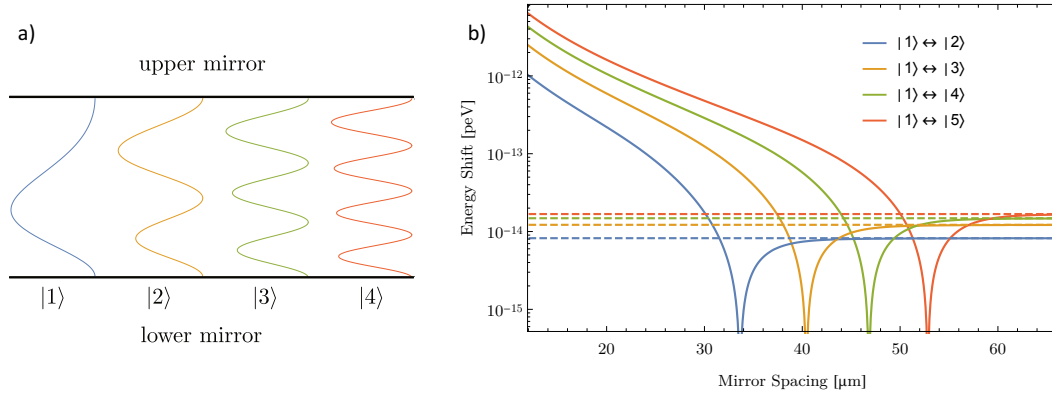 a)
upper mirror
|1⟩ |2⟩ |3⟩ |4⟩
lower mirror
b)
Energy Shift [peV]
10⁻¹²
10⁻¹³
10⁻¹⁴
10⁻¹⁵
|1⟩ ↔ |2⟩
|1⟩ ↔ |3⟩
|1⟩ ↔ |4⟩
|1⟩ ↔ |5⟩
20 30 40 50 60
Mirror Spacing [μm]